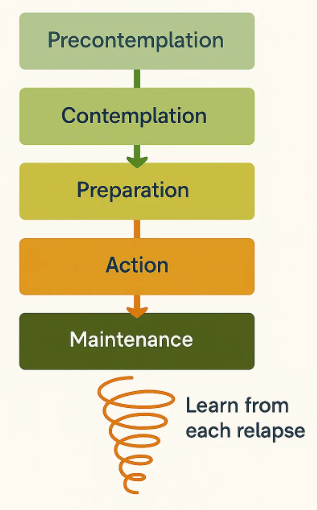 Precontemplation
Contemplation
Preparation
Action
Maintenance
Learn from
each relapse